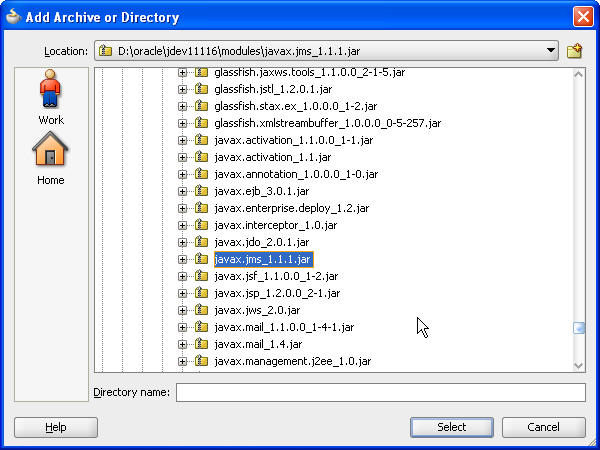 Add Archive or Directory
Location: D:\oracle\jdev11116\modules\javax.jms_1.1.1.jar
Work
Home
glassfish.jaxws.tools_1.1.0.0_2-1-5.jar
glassfish.jstl_1.2.0.1.jar
glassfish.stax.ex_1.0.0.0_1-2.jar
glassfish.xmlstreambuffer_1.0.0.0_0-5-257.jar
javax.activation_1.1.0.0_1-1.jar
javax.activation_1.1.jar
javax.annotation_1.0.0.0_1-0.jar
javax.ejb_3.0.1.jar
javax.enterprise.deploy_1.2.jar
javax.interceptor_1.0.jar
javax.jdo_2.0.1.jar
javax.jms_1.1.1.jar
javax.jsf_1.1.0.0_1-2.jar
javax.jsp_1.2.0.0_2-1.jar
javax.jws_2.0.jar
javax.mail_1.1.0.0_1-4-1.jar
javax.mail_1.4.jar
javax.management.j2ee_1.0.jar
Directory name:
Help Select Cancel